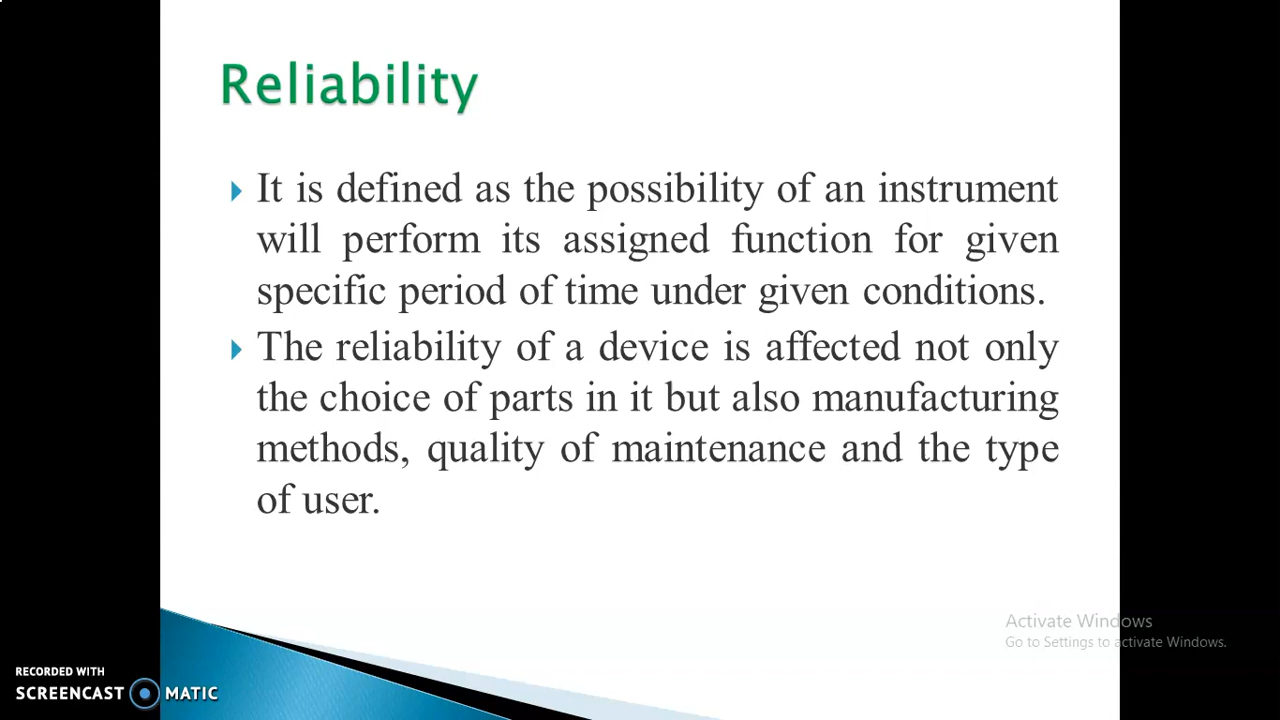 Reliability
It is defined as the possibility of an instrument
will perform its assigned function for given
specific period of time under given conditions.
The reliability of a device is affected not only
the choice of parts in it but also manufacturing
methods, quality of maintenance and the type
of user.
Activate Windows
Go to Settings to activate Windows.
RECORDED WITH
SCREENCAST MATIC